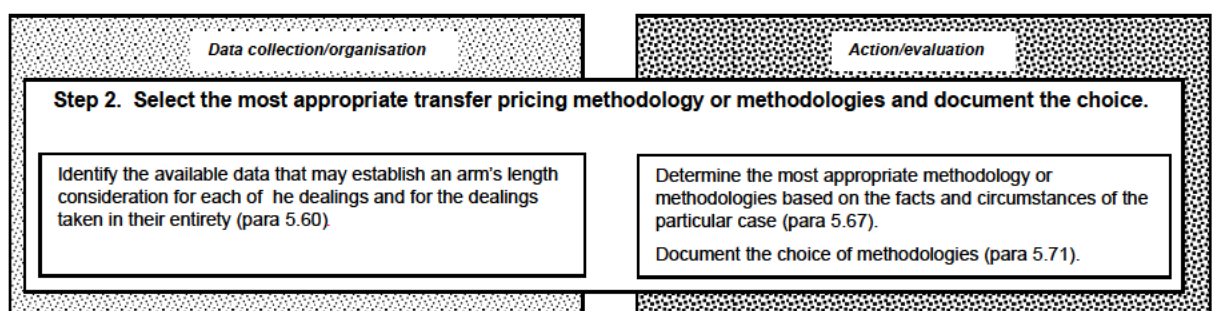 Data collection/organisation
Action/evaluation
Step 2. Select the most appropriate transfer pricing methodology or methodologies and document the choice.
Identify the available data that may establish an arm's length
consideration for each of he dealings and for the dealings
taken in their entirety (para 5.60).
Determine the most appropriate methodology or
methodologies based on the facts and circumstances of the
particular case (para 5.67).
Document the choice of methodologies (para 5.71).